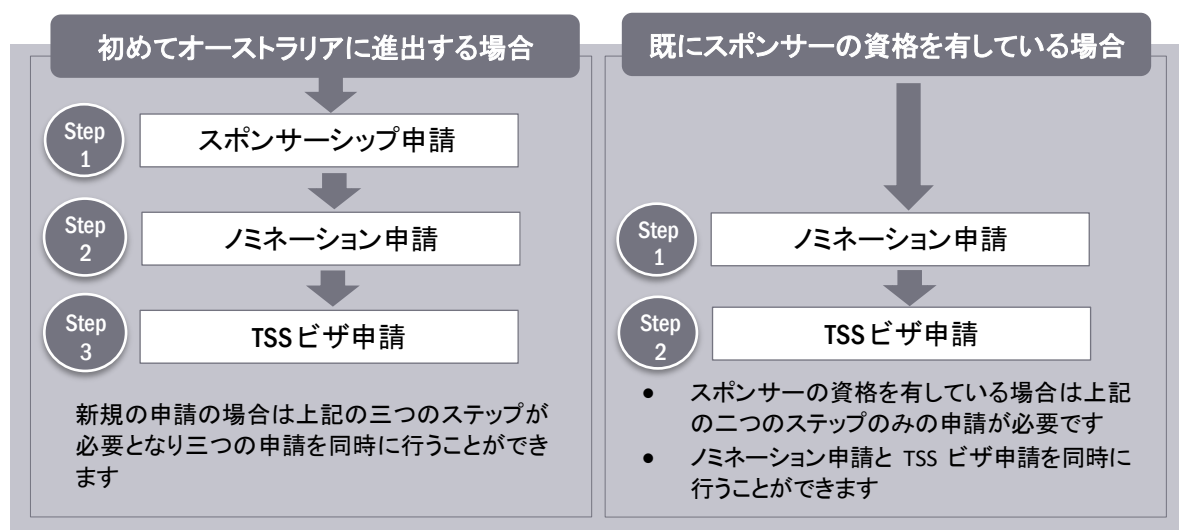 初めてオーストラリアに進出する場合
Step
1
スポンサーシップ申請
Step
2
ノミネーション申請
Step
3
TSSビザ申請
新規の申請の場合は上記の三つのステップが
必要となり三つの申請を同時に行うことができ
ます
既にスポンサーの資格を有している場合
Step
1
ノミネーション申請
Step
2
TSSビザ申請
• スポンサーの資格を有している場合は上記
の二つのステップのみの申請が必要です
• ノミネーション申請と TSS ビザ申請を同時に
行うことができます